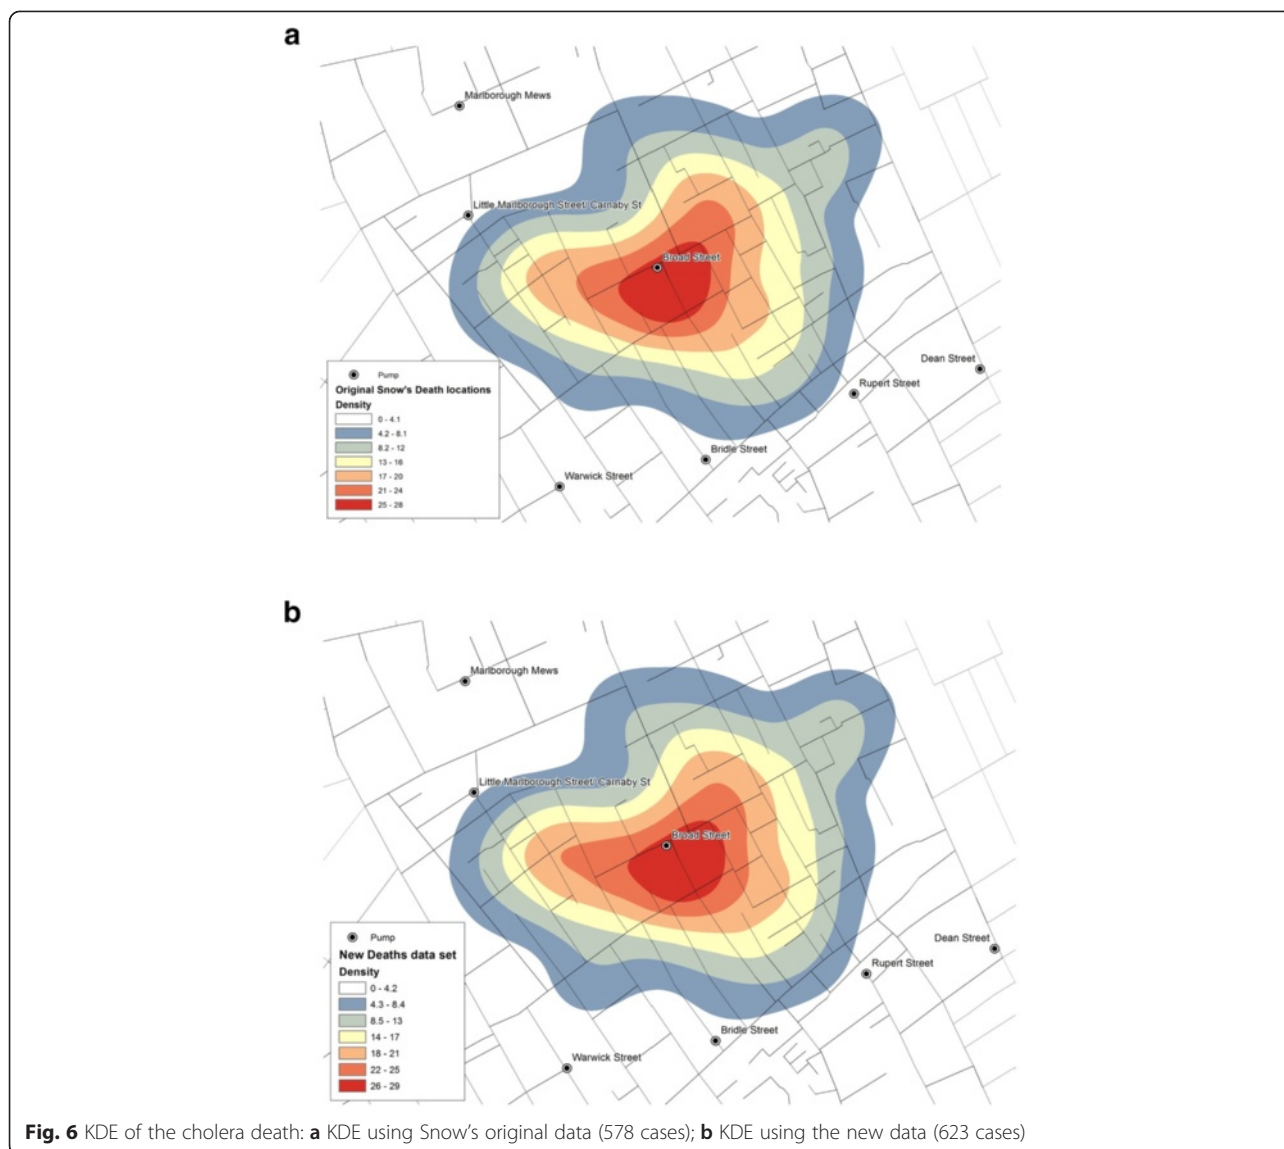 a
Marlborough Mews
Little Marlborough Street/ Carnaby St
Broad Street
Dean Street
Rupert Street
Bridle Street
Warwick Street
Pump
Original Snow's Death locations
Density
0 - 4.1
4.2 - 8.1
8.2 - 12
13 - 16
17 - 20
21 - 24
25 - 28
b
Marlborough Mews
Little Marlborough Street/ Carnaby St
Broad Street
Dean Street
Rupert Street
Bridle Street
Warwick Street
Pump
New Deaths data set
Density
0 - 4.2
4.3 - 8.4
8.5 - 13
14 - 17
18 - 21
22 - 25
26 - 29
Fig. 6 KDE of the cholera death: a KDE using Snow's original data (578 cases); b KDE using the new data (623 cases)